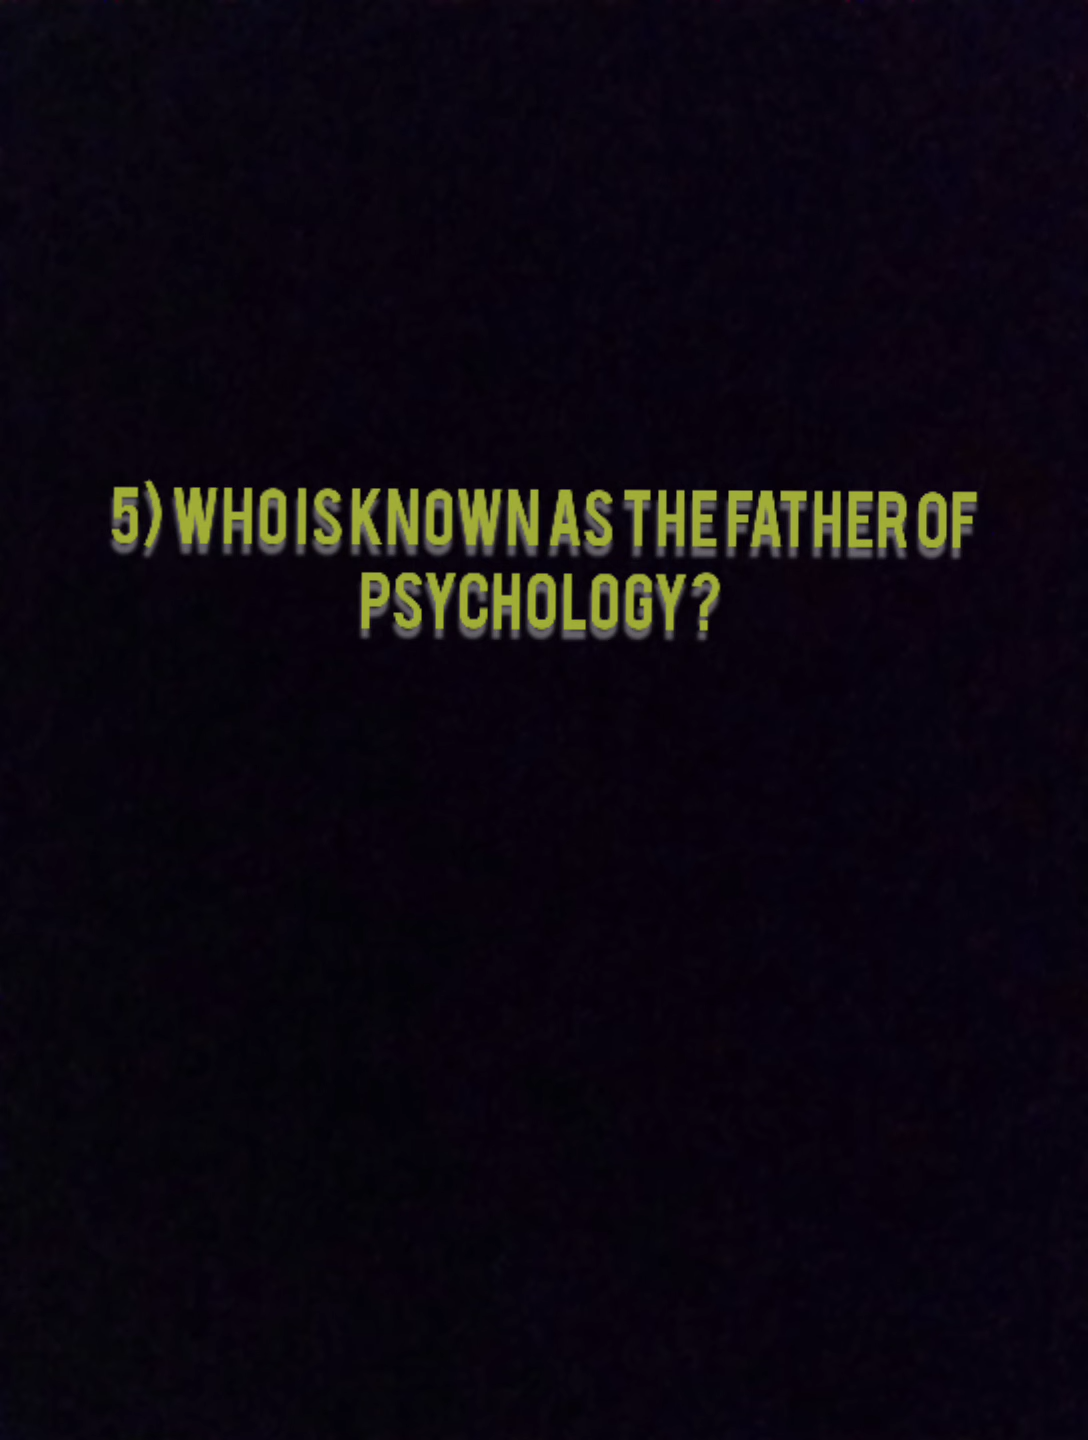 5) WHO IS KNOWN AS THE FATHER OF
PSYCHOLOGY?